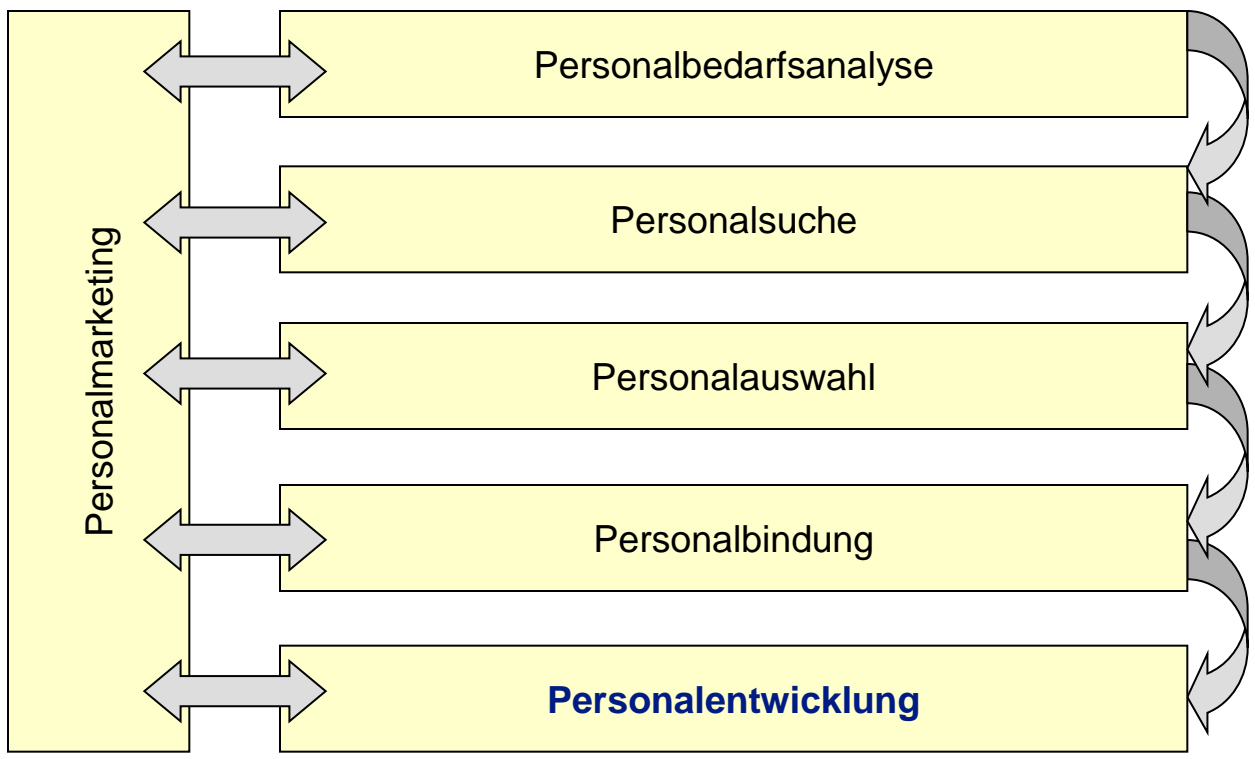 Personalmarketing
Personalbedarfsanalyse
Personalsuche
Personalauswahl
Personalbindung
Personalentwicklung